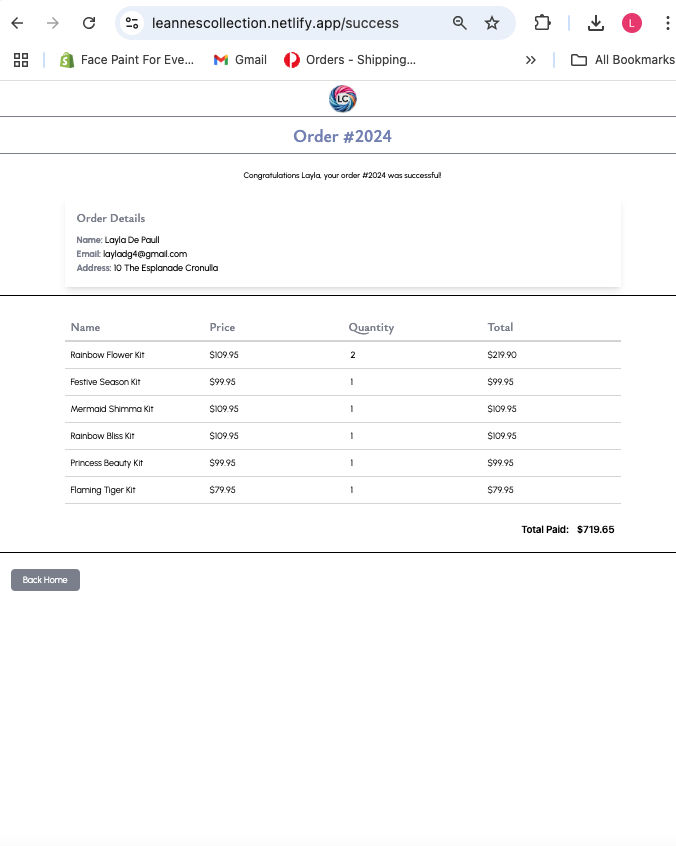 leannescollection.netlify.app/success
L
Face Paint For Eve... Gmail Orders - Shipping... » All Bookmarks
LC
Order #2024
Congratulations Layla, your order #2024 was successful!
Order Details
Name: Layla De Paull
Email: layladg4@gmail.com
Address: 10 The Esplanade Cronulla
Name Price Quantity Total
Rainbow Flower Kit $109.95 2 $219.90
Festive Season Kit $99.95 1 $99.95
Mermaid Shimma Kit $109.95 1 $109.95
Rainbow Bliss Kit $109.95 1 $109.95
Princess Beauty Kit $99.95 1 $99.95
Flaming Tiger Kit $79.95 1 $79.95
Total Paid: $719.65
Back Home